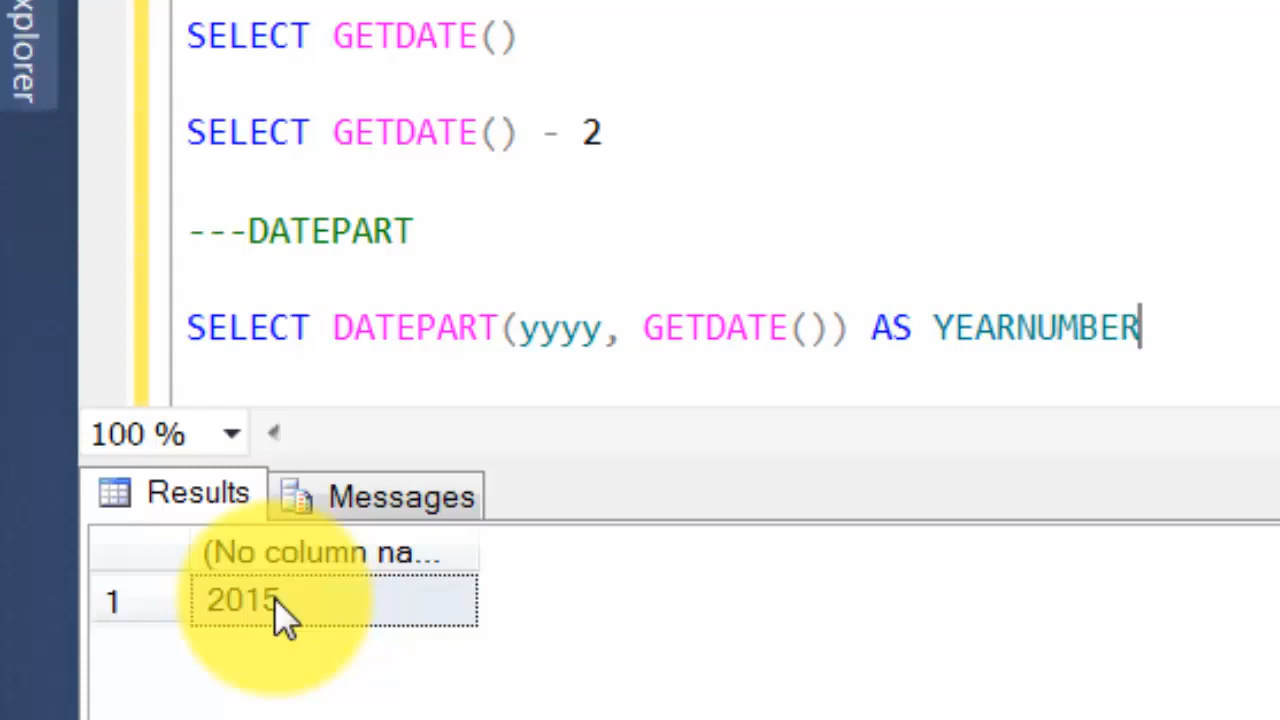 xplorer
SELECT GETDATE()
SELECT GETDATE() - 2
---DATEPART
SELECT DATEPART(yyyy, GETDATE()) AS YEARNUMBER
100 %
Results Messages
(No column na...
1 2015